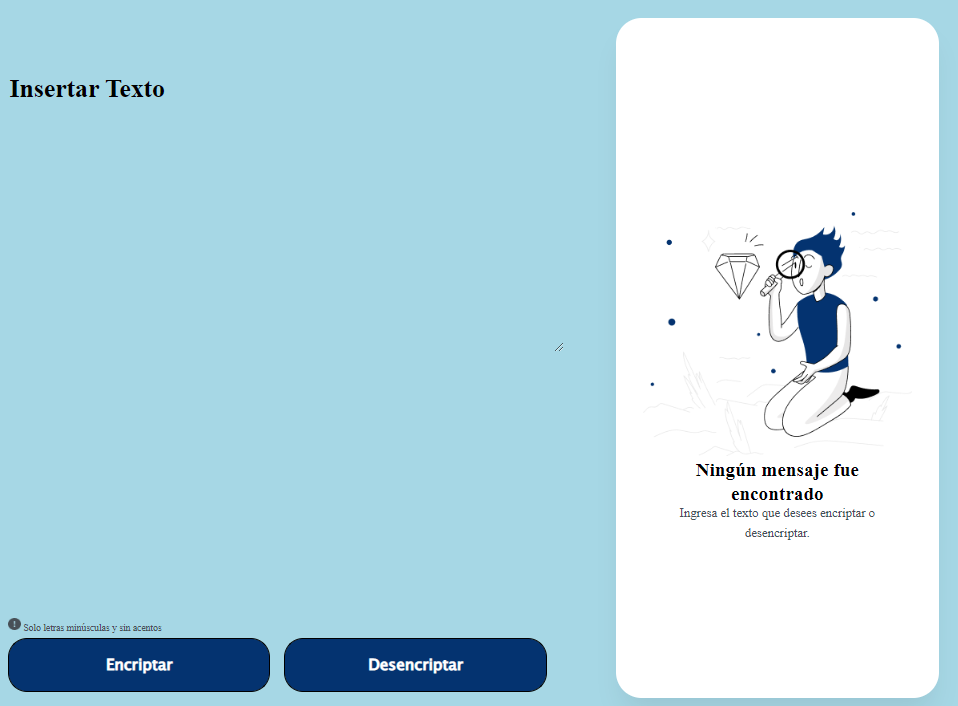 Insertar Texto
Ningún mensaje fue
encontrado
Ingresa el texto que desees encriptar o
desencriptar.
! Solo letras minúsculas y sin acentos
Encriptar
Desencriptar